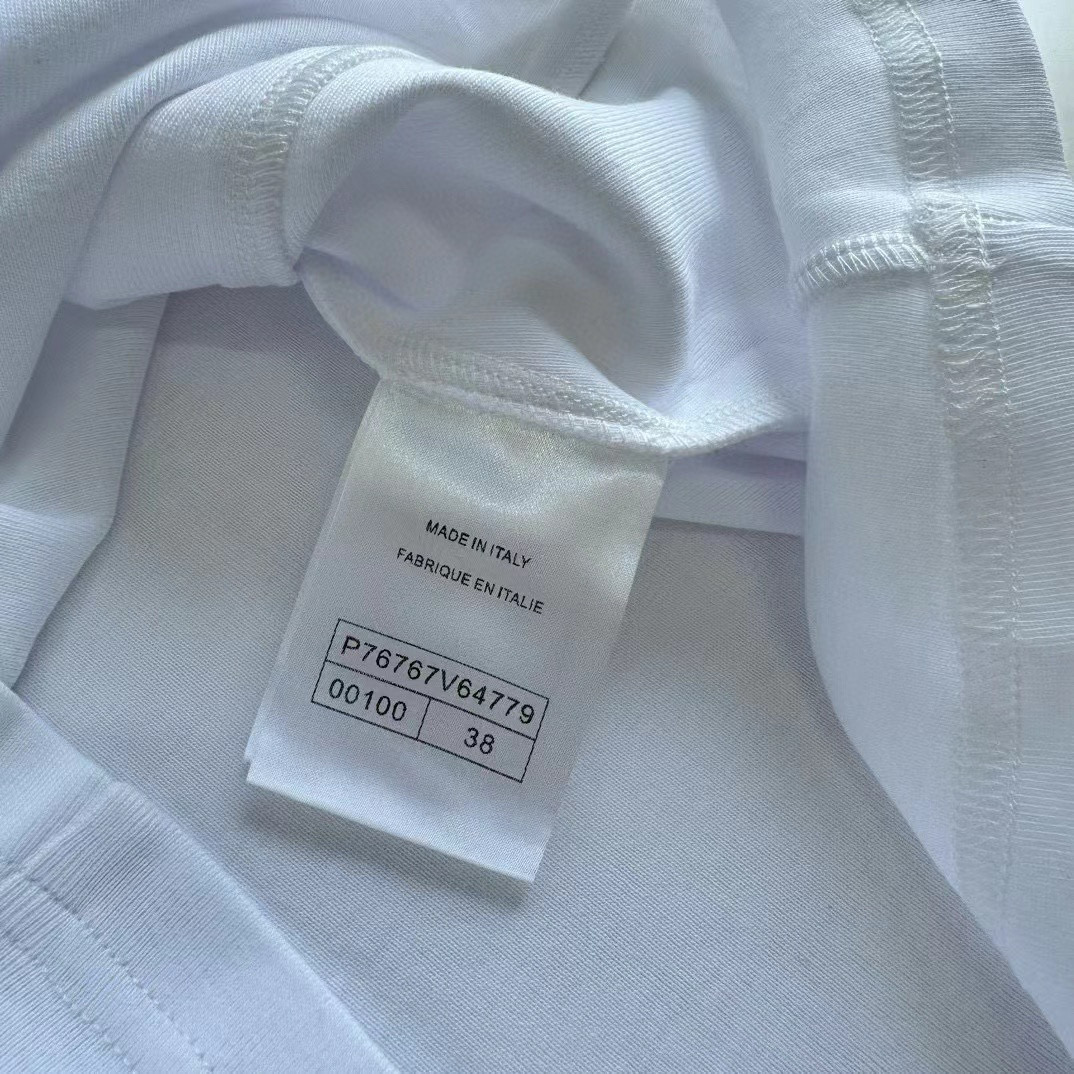 MADE IN ITALY
FABRIQUE EN ITALIE
P76767V64779
00100 38